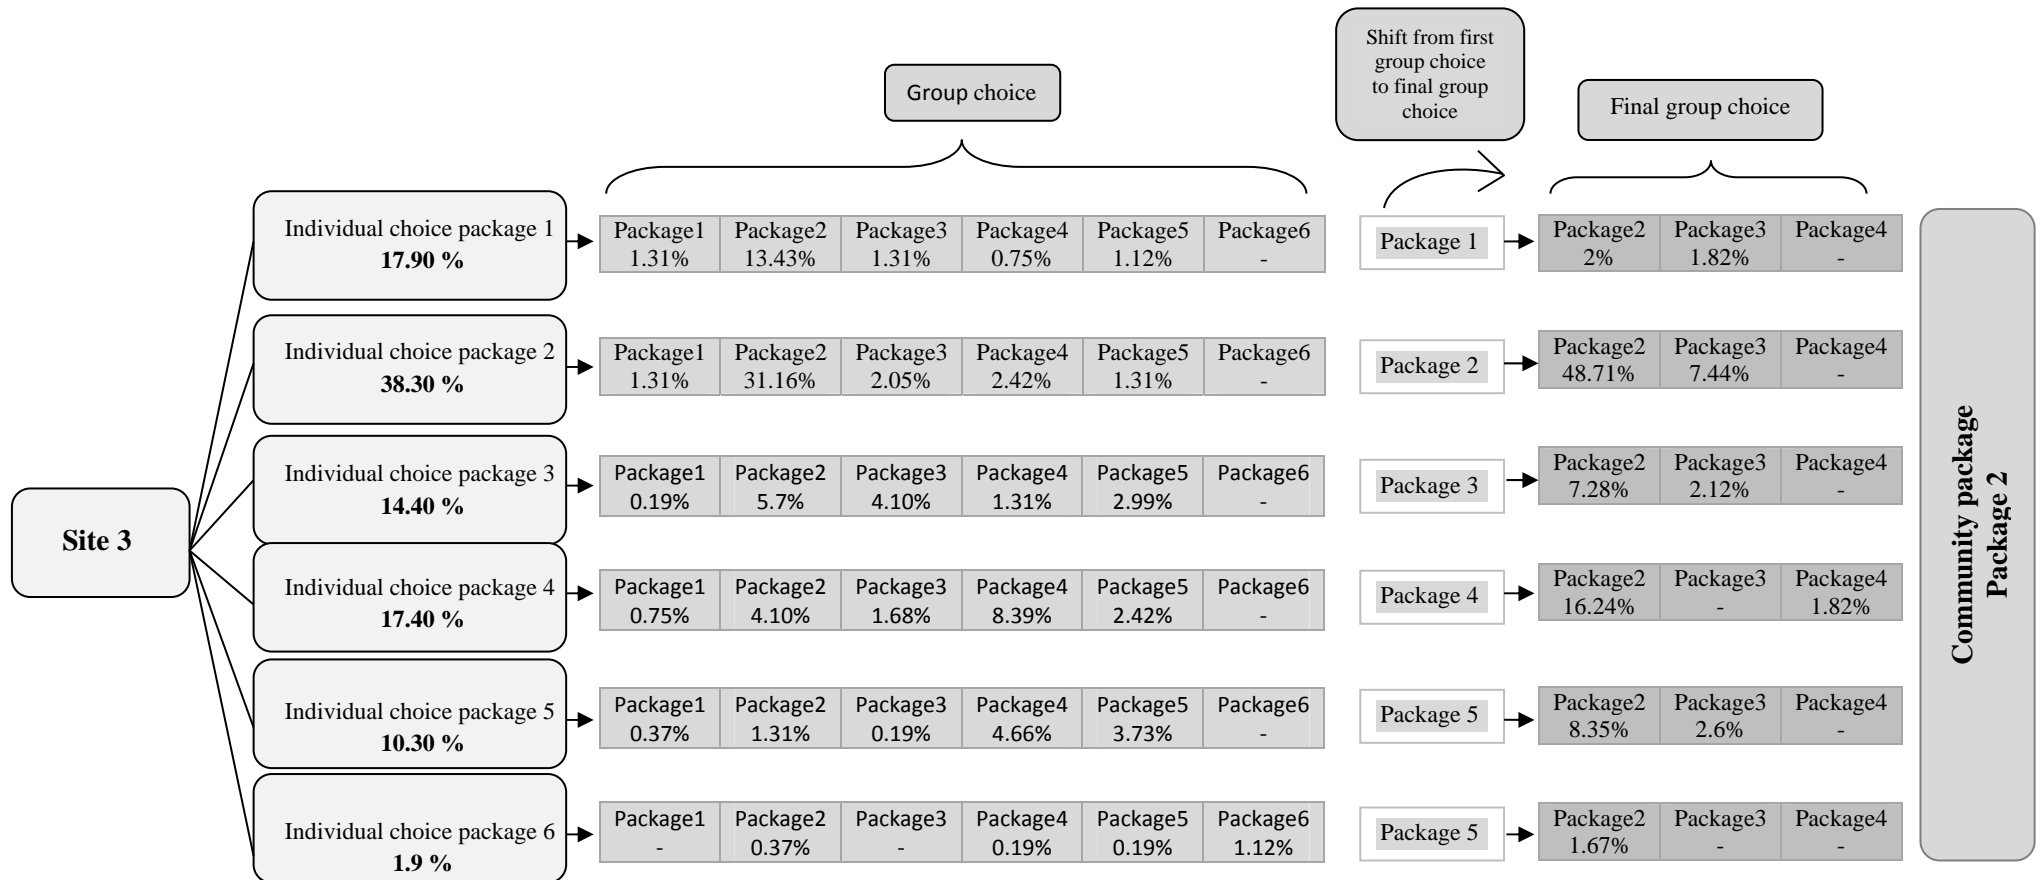 Shift from first
group choice
to final group
choice
Group choice
Final group choice
Site 3
Individual choice package 1
17.90 %
Package1 Package2 Package3 Package4 Package5 Package6
1.31% 13.43% 1.31% 0.75% 1.12% -
Package 1
Package2 Package3 Package4
2% 1.82% -
Individual choice package 2
38.30 %
Package1 Package2 Package3 Package4 Package5 Package6
1.31% 31.16% 2.05% 2.42% 1.31% -
Package 2
Package2 Package3 Package4
48.71% 7.44% -
Individual choice package 3
14.40 %
Package1 Package2 Package3 Package4 Package5 Package6
0.19% 5.7% 4.10% 1.31% 2.99% -
Package 3
Package2 Package3 Package4
7.28% 2.12% -
Individual choice package 4
17.40 %
Package1 Package2 Package3 Package4 Package5 Package6
0.75% 4.10% 1.68% 8.39% 2.42% -
Package 4
Package2 Package3 Package4
16.24% - 1.82%
Individual choice package 5
10.30 %
Package1 Package2 Package3 Package4 Package5 Package6
0.37% 1.31% 0.19% 4.66% 3.73% -
Package 5
Package2 Package3 Package4
8.35% 2.6% -
Individual choice package 6
1.9 %
Package1 Package2 Package3 Package4 Package5 Package6
- 0.37% - 0.19% 0.19% 1.12%
Package 5
Package2 Package3 Package4
1.67% - -
Community package
Package 2